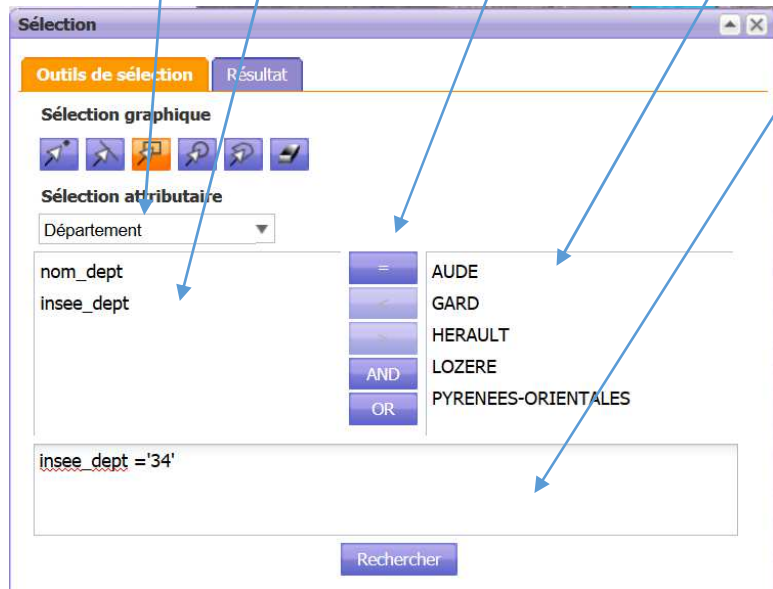 Sélection
Outils de sélection
Résultat
Sélection graphique
Sélection attributaire
Département
nom_dept
insee_dept
=
<
>
AND
OR
AUDE
GARD
HERAULT
LOZERE
PYRENEES-ORIENTALES
insee_dept ='34'
Rechercher